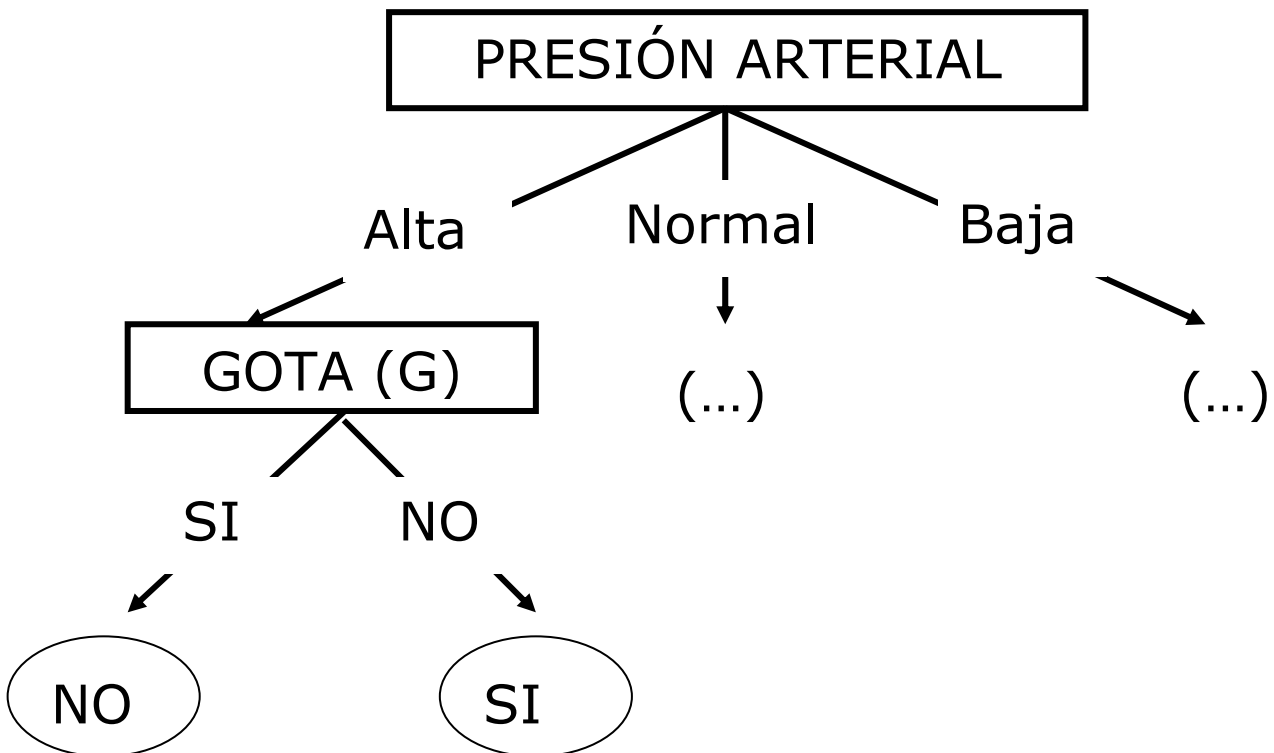 PRESIÓN ARTERIAL
Alta
Normal
Baja
GOTA (G)
(...)
(...)
SI
NO
NO
SI